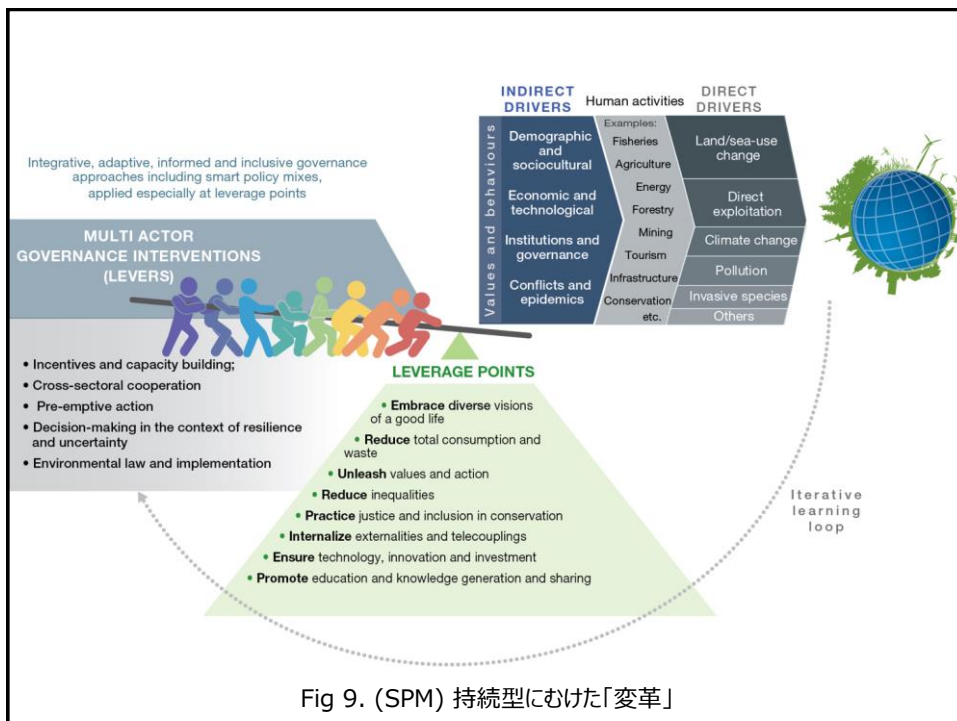 Integrative, adaptive, informed and inclusive governance
approaches including smart policy mixes,
applied especially at leverage points
MULTI ACTOR
GOVERNANCE INTERVENTIONS
(LEVERS)
• Incentives and capacity building;
• Cross-sectoral cooperation
• Pre-emptive action
• Decision-making in the context of resilience
and uncertainty
• Environmental law and implementation
LEVERAGE POINTS
• Embrace diverse visions
of a good life
• Reduce total consumption and
waste
• Unleash values and action
• Reduce inequalities
• Practice justice and inclusion in conservation
• Internalize externalities and telecouplings
• Ensure technology, innovation and investment
• Promote education and knowledge generation and sharing
Values and behaviours
INDIRECT
DRIVERS
Demographic
and
sociocultural
Economic and
technological
Institutions and
governance
Conflicts and
epidemics
Human activities
Examples:
Fisheries
Agriculture
Energy
Forestry
Mining
Tourism
Infrastructure
Conservation
etc.
DIRECT
DRIVERS
Land/sea-use
change
Direct
exploitation
Climate change
Pollution
Invasive species
Others
Iterative
learning
loop
Fig 9. (SPM) 持続型にむけた「変革」